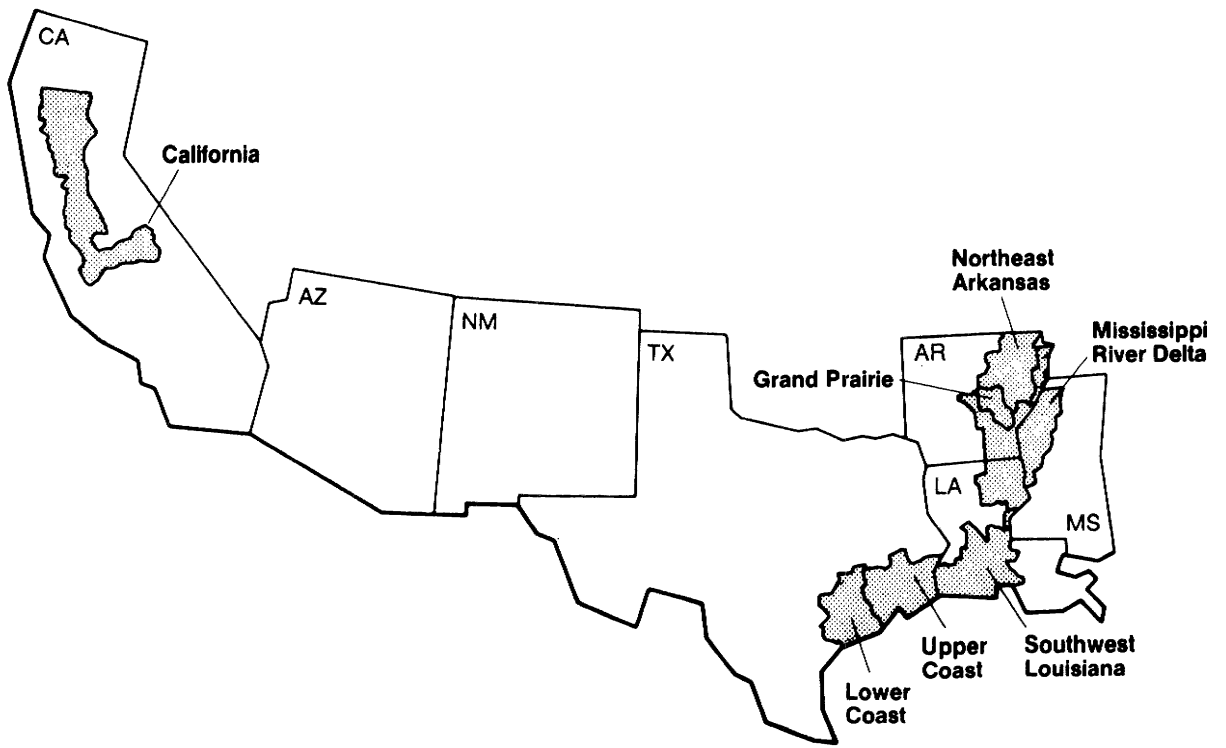 CA
California
AZ
NM
TX
Northeast
Arkansas
AR
Mississippi
River Delta
Grand Prairie
LA
MS
Upper
Coast
Southwest
Louisiana
Lower
Coast